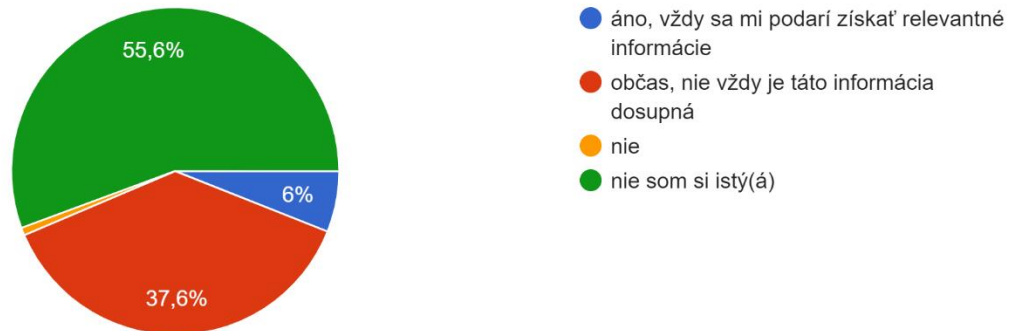 55,6%
6%
37,6%
áno, vždy sa mi podarí získať relevantné
informácie
občas, nie vždy je táto informácia
dosupná
nie
nie som si istý(á)